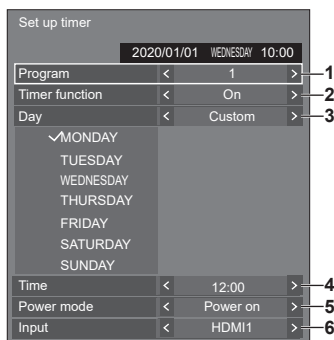 Set up timer
2020/01/01 WEDNESDAY 10:00
Program < 1 > 1
Timer function < On > 2
Day < Custom > 3
✓MONDAY
TUESDAY
WEDNESDAY
THURSDAY
FRIDAY
SATURDAY
SUNDAY
Time < 12:00 > 4
Power mode < Power on > 5
Input < HDMI1 > 6